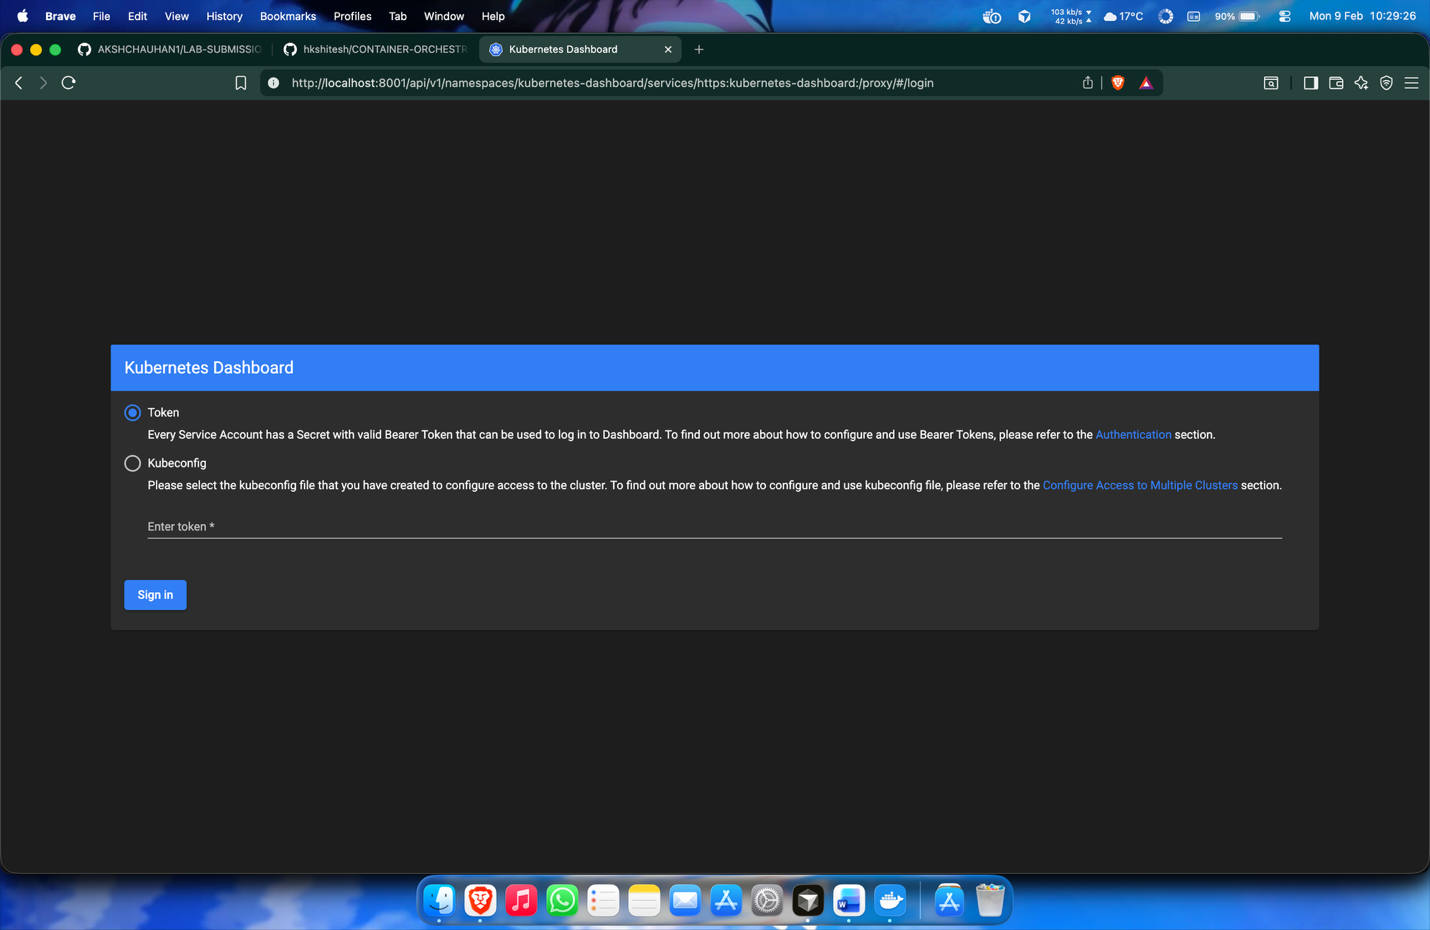 Brave File Edit View History Bookmarks Profiles Tab Window Help 103 kb/s 42 kb/s 17°C 90% Mon 9 Feb 10:29:26
AKSHCHAUHAN1/LAB-SUBMISSIO hkshitesh/CONTAINER-ORCHESTR Kubernetes Dashboard
http://localhost:8001/api/v1/namespaces/kubernetes-dashboard/services/https:kubernetes-dashboard:/proxy/#/login
Kubernetes Dashboard
Token
Every Service Account has a Secret with valid Bearer Token that can be used to log in to Dashboard. To find out more about how to configure and use Bearer Tokens, please refer to the Authentication section.
Kubeconfig
Please select the kubeconfig file that you have created to configure access to the cluster. To find out more about how to configure and use kubeconfig file, please refer to the Configure Access to Multiple Clusters section.
Enter token *
Sign in